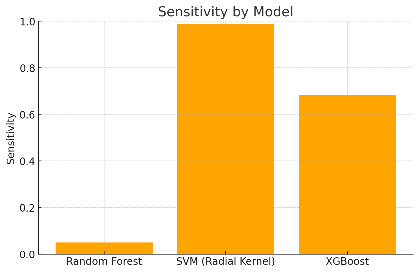 Sensitivity by Model
Sensitivity
1.0
0.8
0.6
0.4
0.2
0.0
Random Forest
SVM (Radial Kernel)
XGBoost